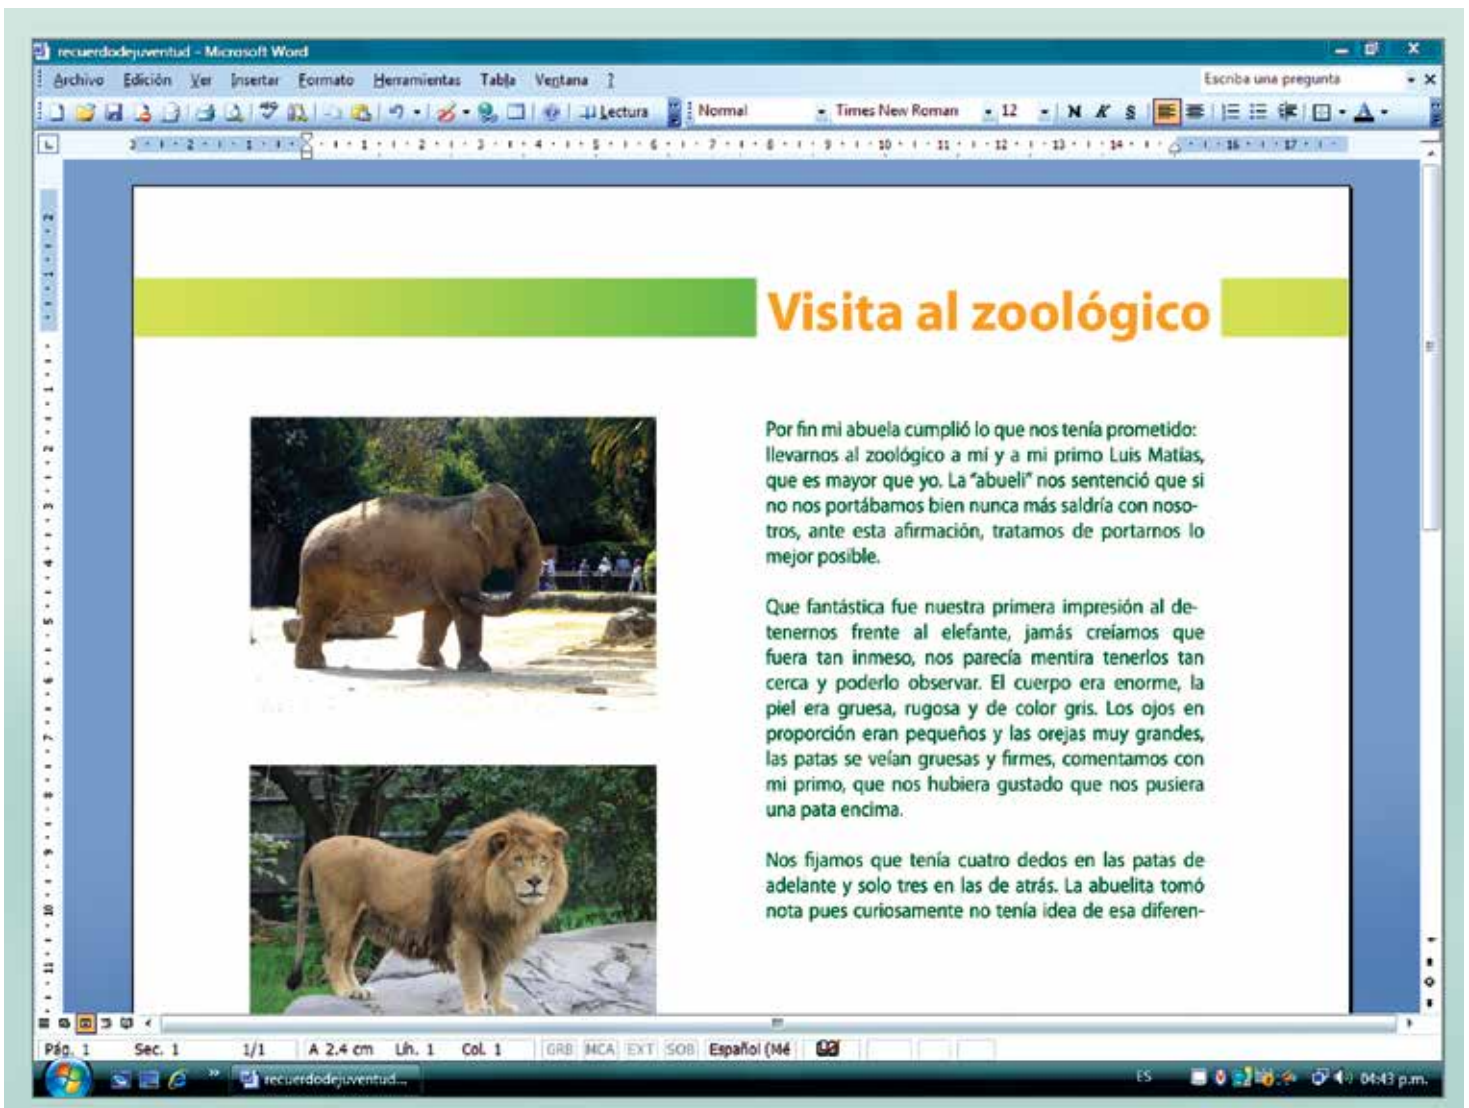 recuerdodejuventud - Microsoft Word
Archivo Edición Ver Insertar Formato Herramientas Tabla Ventana ?
Escriba una pregunta
Lectura Normal Times New Roman 12 N K S
Visita al zoológico
Por fin mi abuela cumplió lo que nos tenía prometido:
llevarnos al zoológico a mí y a mi primo Luis Matías,
que es mayor que yo. La “abueli” nos sentenció que si
no nos portábamos bien nunca más saldría con noso-
tros, ante esta afirmación, tratamos de portarnos lo
mejor posible.
Que fantástica fue nuestra primera impresión al de-
tenernos frente al elefante, jamás creíamos que
fuera tan inmeso, nos parecía mentira tenerlos tan
cerca y poderlo observar. El cuerpo era enorme, la
piel era gruesa, rugosa y de color gris. Los ojos en
proporción eran pequeños y las orejas muy grandes,
las patas se veían gruesas y firmes, comentamos con
mi primo, que nos hubiera gustado que nos pusiera
una pata encima.
Nos fijamos que tenía cuatro dedos en las patas de
adelante y solo tres en las de atrás. La abuelita tomó
nota pues curiosamente no tenía idea de esa diferen-
Pág. 1 Sec. 1 1/1 A 2.4 cm Lín. 1 Col. 1 GRB MCA EXT SOB Español (Mé
recuerdodejuventud... ES 04:43 p.m.